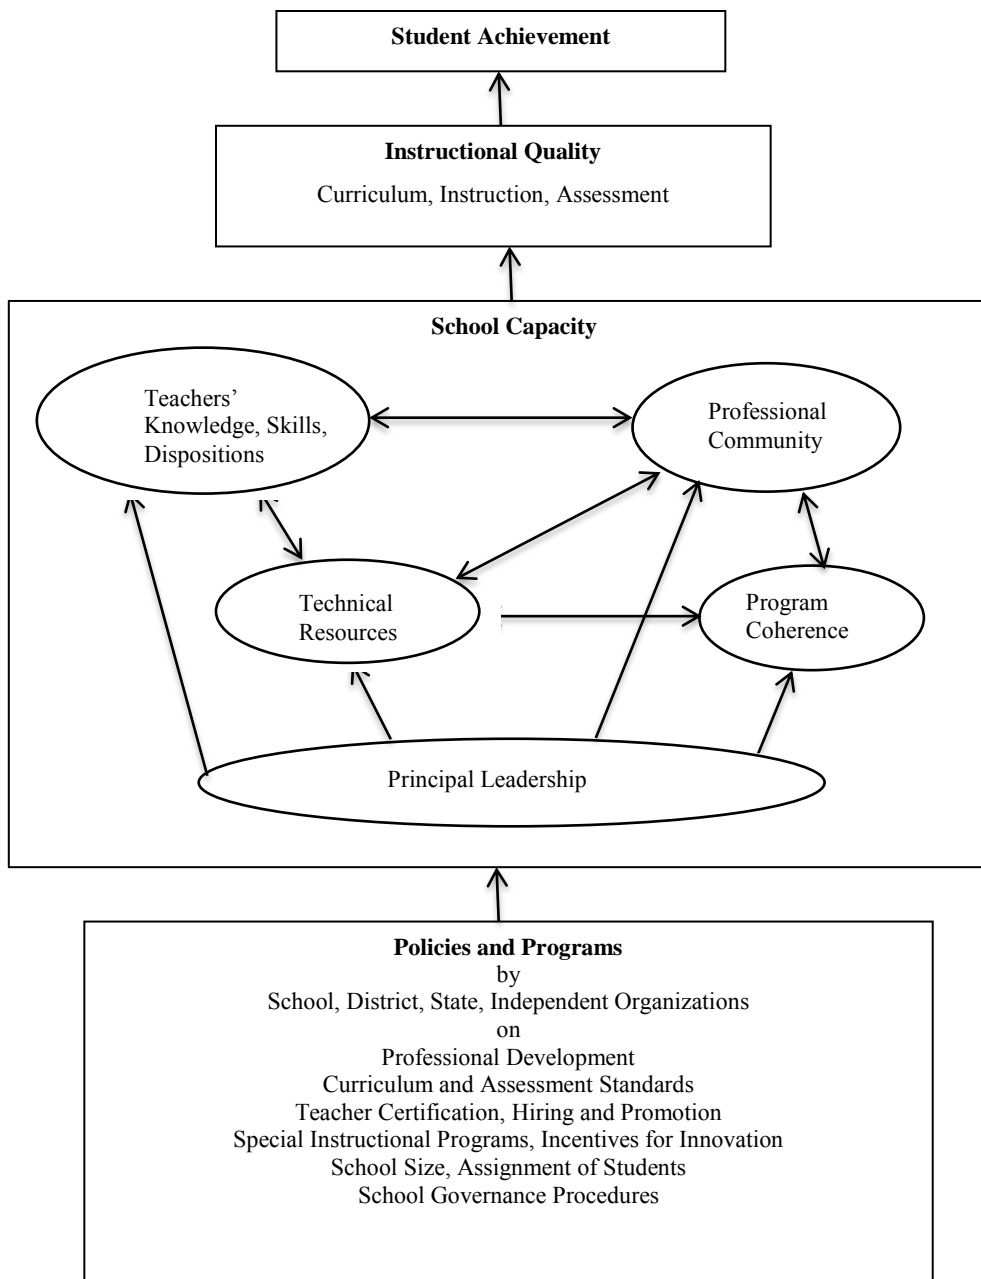 Student Achievement
Instructional Quality
Curriculum, Instruction, Assessment
School Capacity
Teachers’
Knowledge, Skills,
Dispositions
Professional
Community
Technical
Resources
Program
Coherence
Principal Leadership
Policies and Programs
by
School, District, State, Independent Organizations
on
Professional Development
Curriculum and Assessment Standards
Teacher Certification, Hiring and Promotion
Special Instructional Programs, Incentives for Innovation
School Size, Assignment of Students
School Governance Procedures